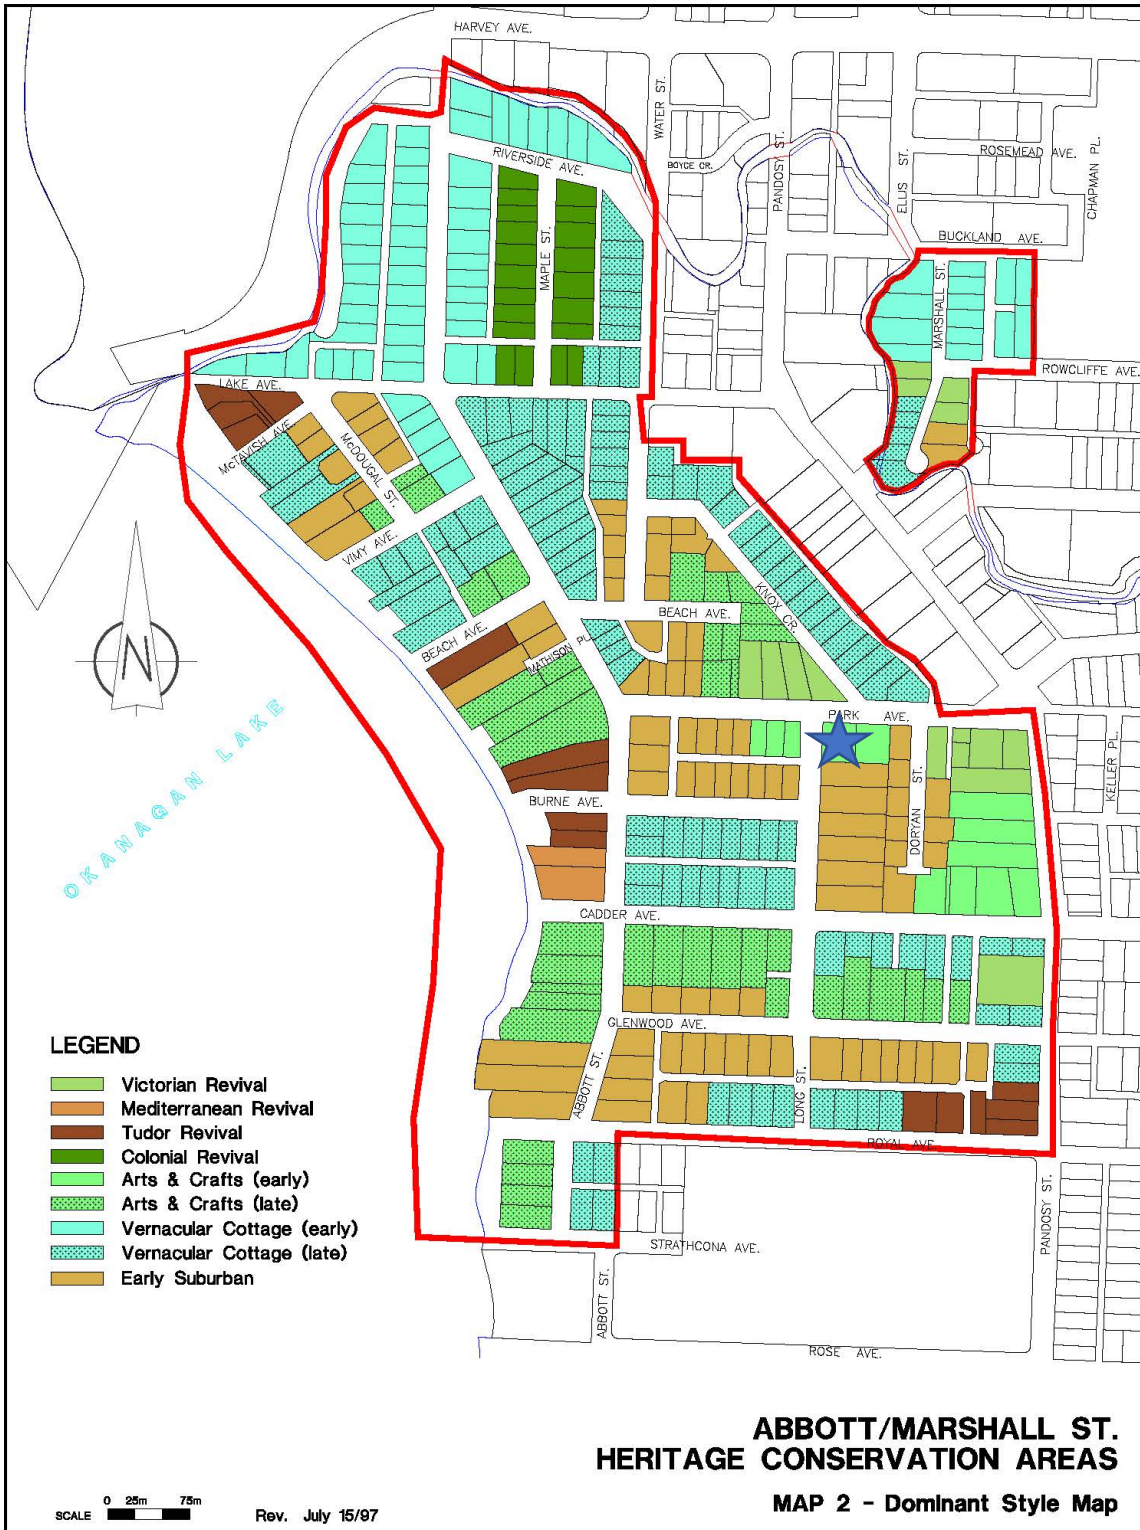 HARVEY AVE.
WATER ST.
PANDOSY ST.
ELLIS ST.
ROSEMEAD AVE.
CHAPMAN PL.
BOYCE CR.
RIVERSIDE AVE.
BUCKLAND AVE.
MAPLE ST.
MARSHALL ST.
ROWCLIFFE AVE.
LAKE AVE.
McTAVISH AVE.
McDOUGAL ST.
VIMY AVE.
KNOX CR.
BEACH AVE.
BEACH AVE.
MATHISON PL.
N
PARK AVE.
OKANAGAN LAKE
KELLER PL.
BURNE AVE.
DORYAN ST.
CADDER AVE.
GLENWOOD AVE.
ABBOTT ST.
LONG ST.
ROYAL AVE.
PANDOSY ST.
STRATHCONA AVE.
ABBOTT ST.
ROSE AVE.
LEGEND
Victorian Revival
Mediterranean Revival
Tudor Revival
Colonial Revival
Arts & Crafts (early)
Arts & Crafts (late)
Vernacular Cottage (early)
Vernacular Cottage (late)
Early Suburban
ABBOTT/MARSHALL ST.
HERITAGE CONSERVATION AREAS
MAP 2 - Dominant Style Map
SCALE 0 25m 75m
Rev. July 15/97